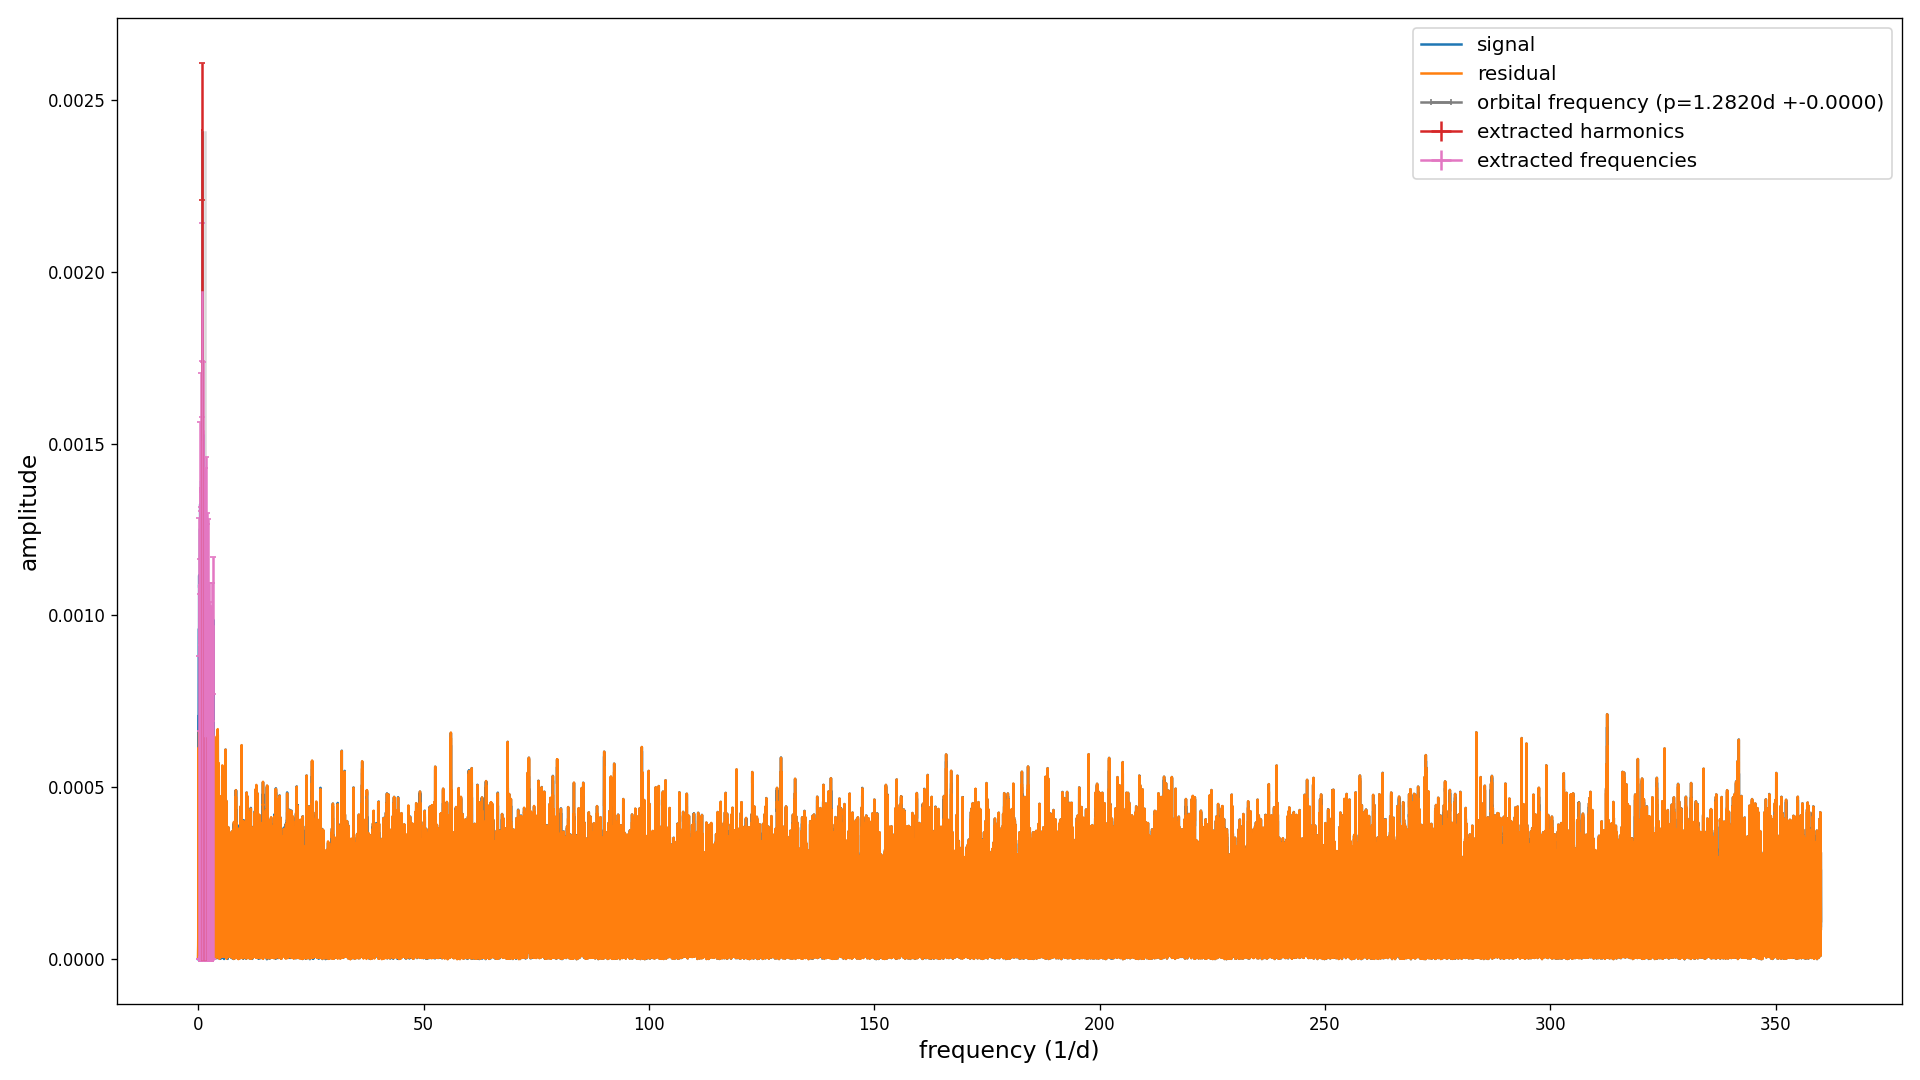 signal
residual
orbital frequency (p=1.2820d +-0.0000)
extracted harmonics
extracted frequencies
0.0025
0.0020
0.0015
0.0010
0.0005
0.0000
amplitude
0 50 100 150 200 250 300 350
frequency (1/d)